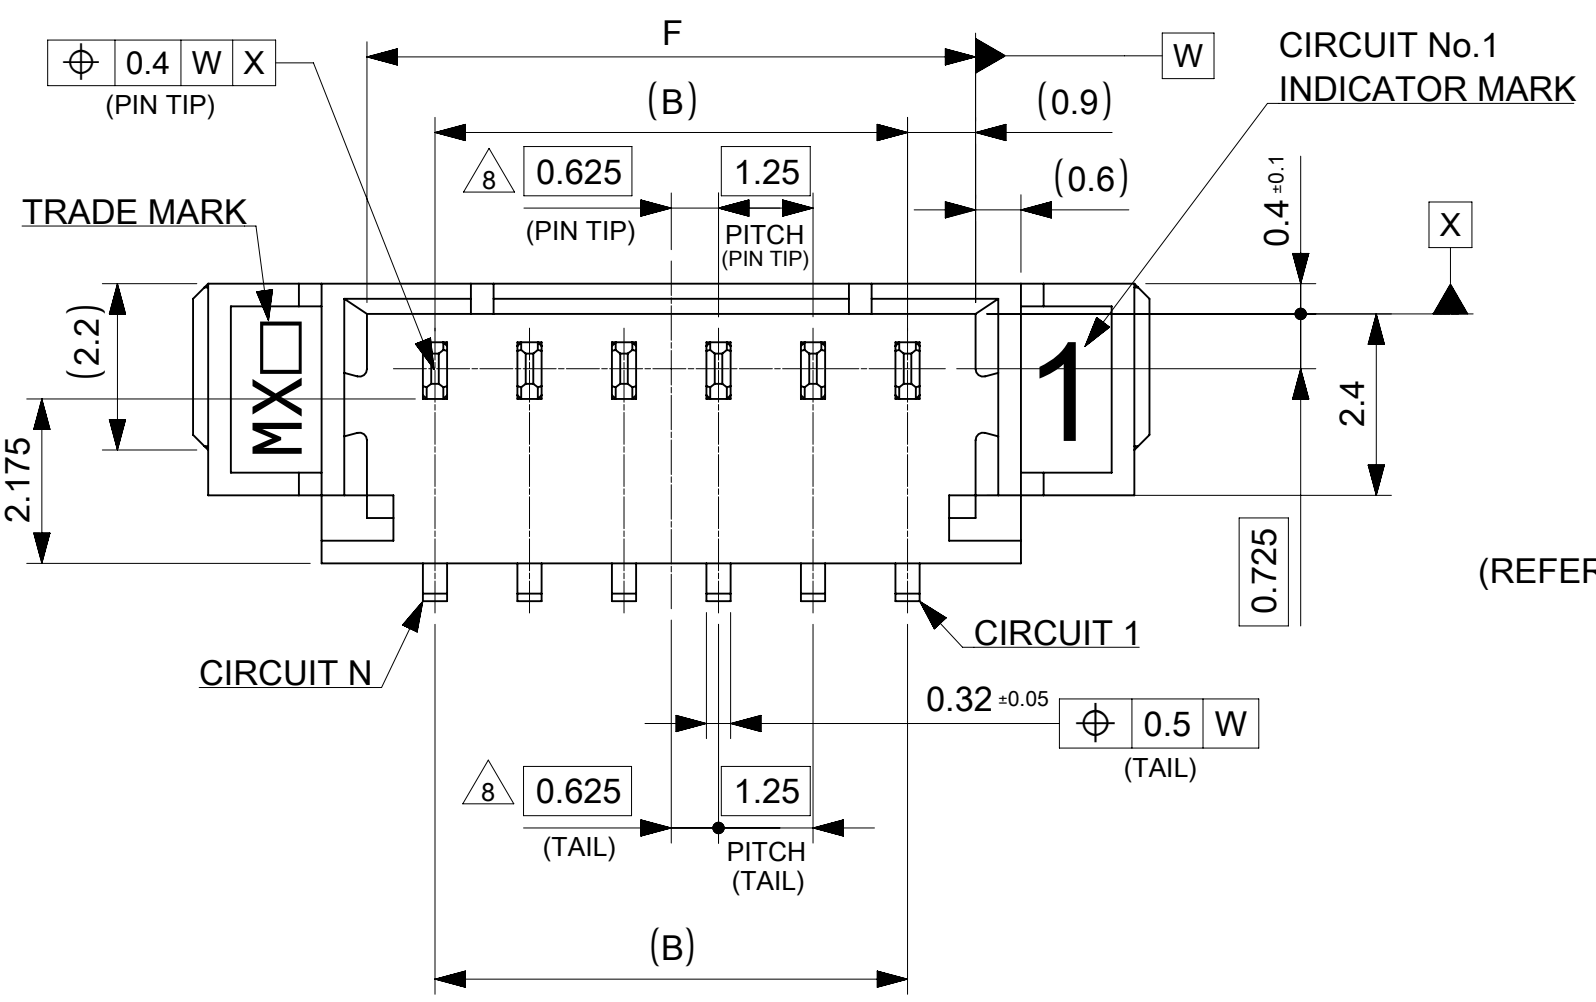 F
⌖ 0.4 W X
(PIN TIP)
W
CIRCUIT No.1
INDICATOR MARK
(B)
(0.9)
8 0.625
(PIN TIP)
1.25
PITCH
(PIN TIP)
(0.6)
0.4 ±0.1
X
TRADE MARK
(2.2)
MX□
1
2.4
2.175
0.725
(REFER
CIRCUIT N
CIRCUIT 1
0.32 ±0.05
⌖ 0.5 W
(TAIL)
8 0.625
(TAIL)
1.25
PITCH
(TAIL)
(B)